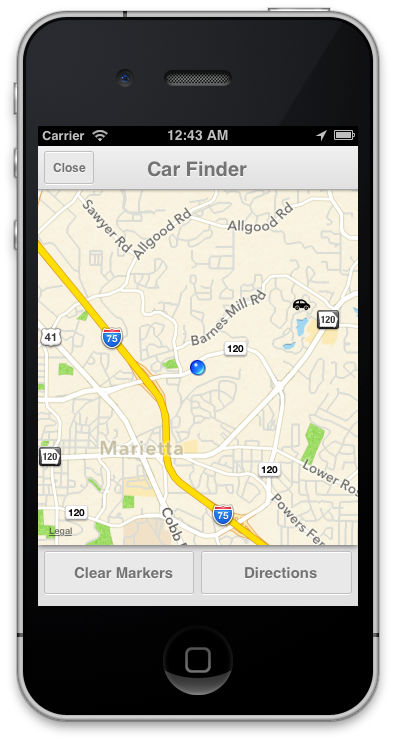 Carrier 12:43 AM
Close Car Finder
Sawyer Rd
Allgood Rd
Allgood Rd
Barnes Mill Rd
120
41
75
120
Marietta
120
120
Lower Ros
75
120
Cobb P
Powers Fer
Legal
Clear Markers Directions